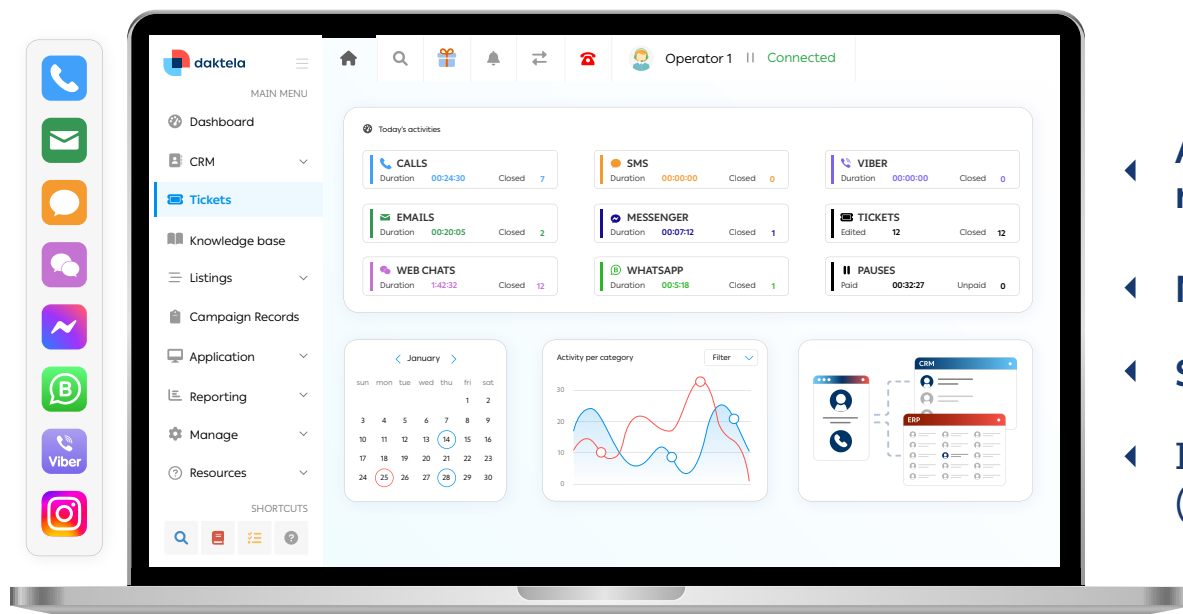 daktela
Operator 1 Connected
MAIN MENU
Dashboard
CRM
Tickets
Knowledge base
Listings
Campaign Records
Application
Reporting
Manage
Resources
SHORTCUTS
Viber
Today's activities
CALLS
Duration 00:24:30 Closed 7
SMS
Duration 00:00:00 Closed 0
VIBER
Duration 00:00:00 Closed 0
EMAILS
Duration 00:20:05 Closed 2
MESSENGER
Duration 00:07:12 Closed 1
TICKETS
Edited 12 Closed 12
WEB CHATS
Duration 1:42:32 Closed 12
WHATSAPP
Duration 00:5:18 Closed 1
PAUSES
Paid 00:32:27 Unpaid 0
January
sun mon tue wed thu fri sat
1 2
3 4 5 6 7 8 9
10 11 12 13 14 15 16
17 18 19 20 21 22 23
24 25 26 27 28 29 30
Activity per category Filter
30
20
10
0
CRM
ERP